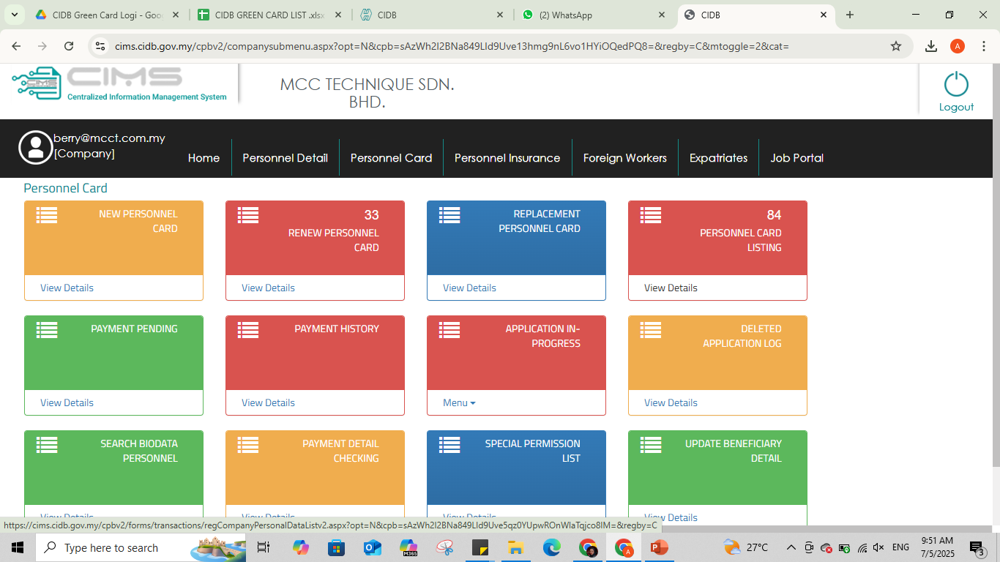 CIDB Green Card Logi - Goo
CIDB GREEN CARD LIST .xlsx
CIDB
(2) WhatsApp
CIDB
cims.cidb.gov.my/cpbv2/companysubmenu.aspx?opt=N&cpb=sAzWh2I2BNa849LId9Uve13hmg9nL6vo1HYiOQedPQ8=&regby=C&mtoggle=2&cat=
A
CIMS
CIMS
Centralized Information Management System
MCC TECHNIQUE SDN.
BHD.
Logout
berry@mcct.com.my
[Company]
Home
Personnel Detail
Personnel Card
Personnel Insurance
Foreign Workers
Expatriates
Job Portal
Personnel Card
NEW PERSONNEL
CARD
View Details
33
RENEW PERSONNEL
CARD
View Details
REPLACEMENT
PERSONNEL CARD
View Details
84
PERSONNEL CARD
LISTING
View Details
PAYMENT PENDING
View Details
PAYMENT HISTORY
View Details
APPLICATION IN-
PROGRESS
Menu
DELETED
APPLICATION LOG
View Details
SEARCH BIODATA
PERSONNEL
View Details
PAYMENT DETAIL
CHECKING
View Details
SPECIAL PERMISSION
LIST
View Details
UPDATE BENEFICIARY
DETAIL
View Details
https://cims.cidb.gov.my/cpbv2/forms/transactions/regCompanyPersonalDataListv2.aspx?opt=N&cpb=sAzWh2I2BNa849LId9Uve5qz0YUpwROnWIaTqjco8IM=&regby=C
Type here to search
M365
A
27°C
ENG
9:51 AM
7/5/2025
3